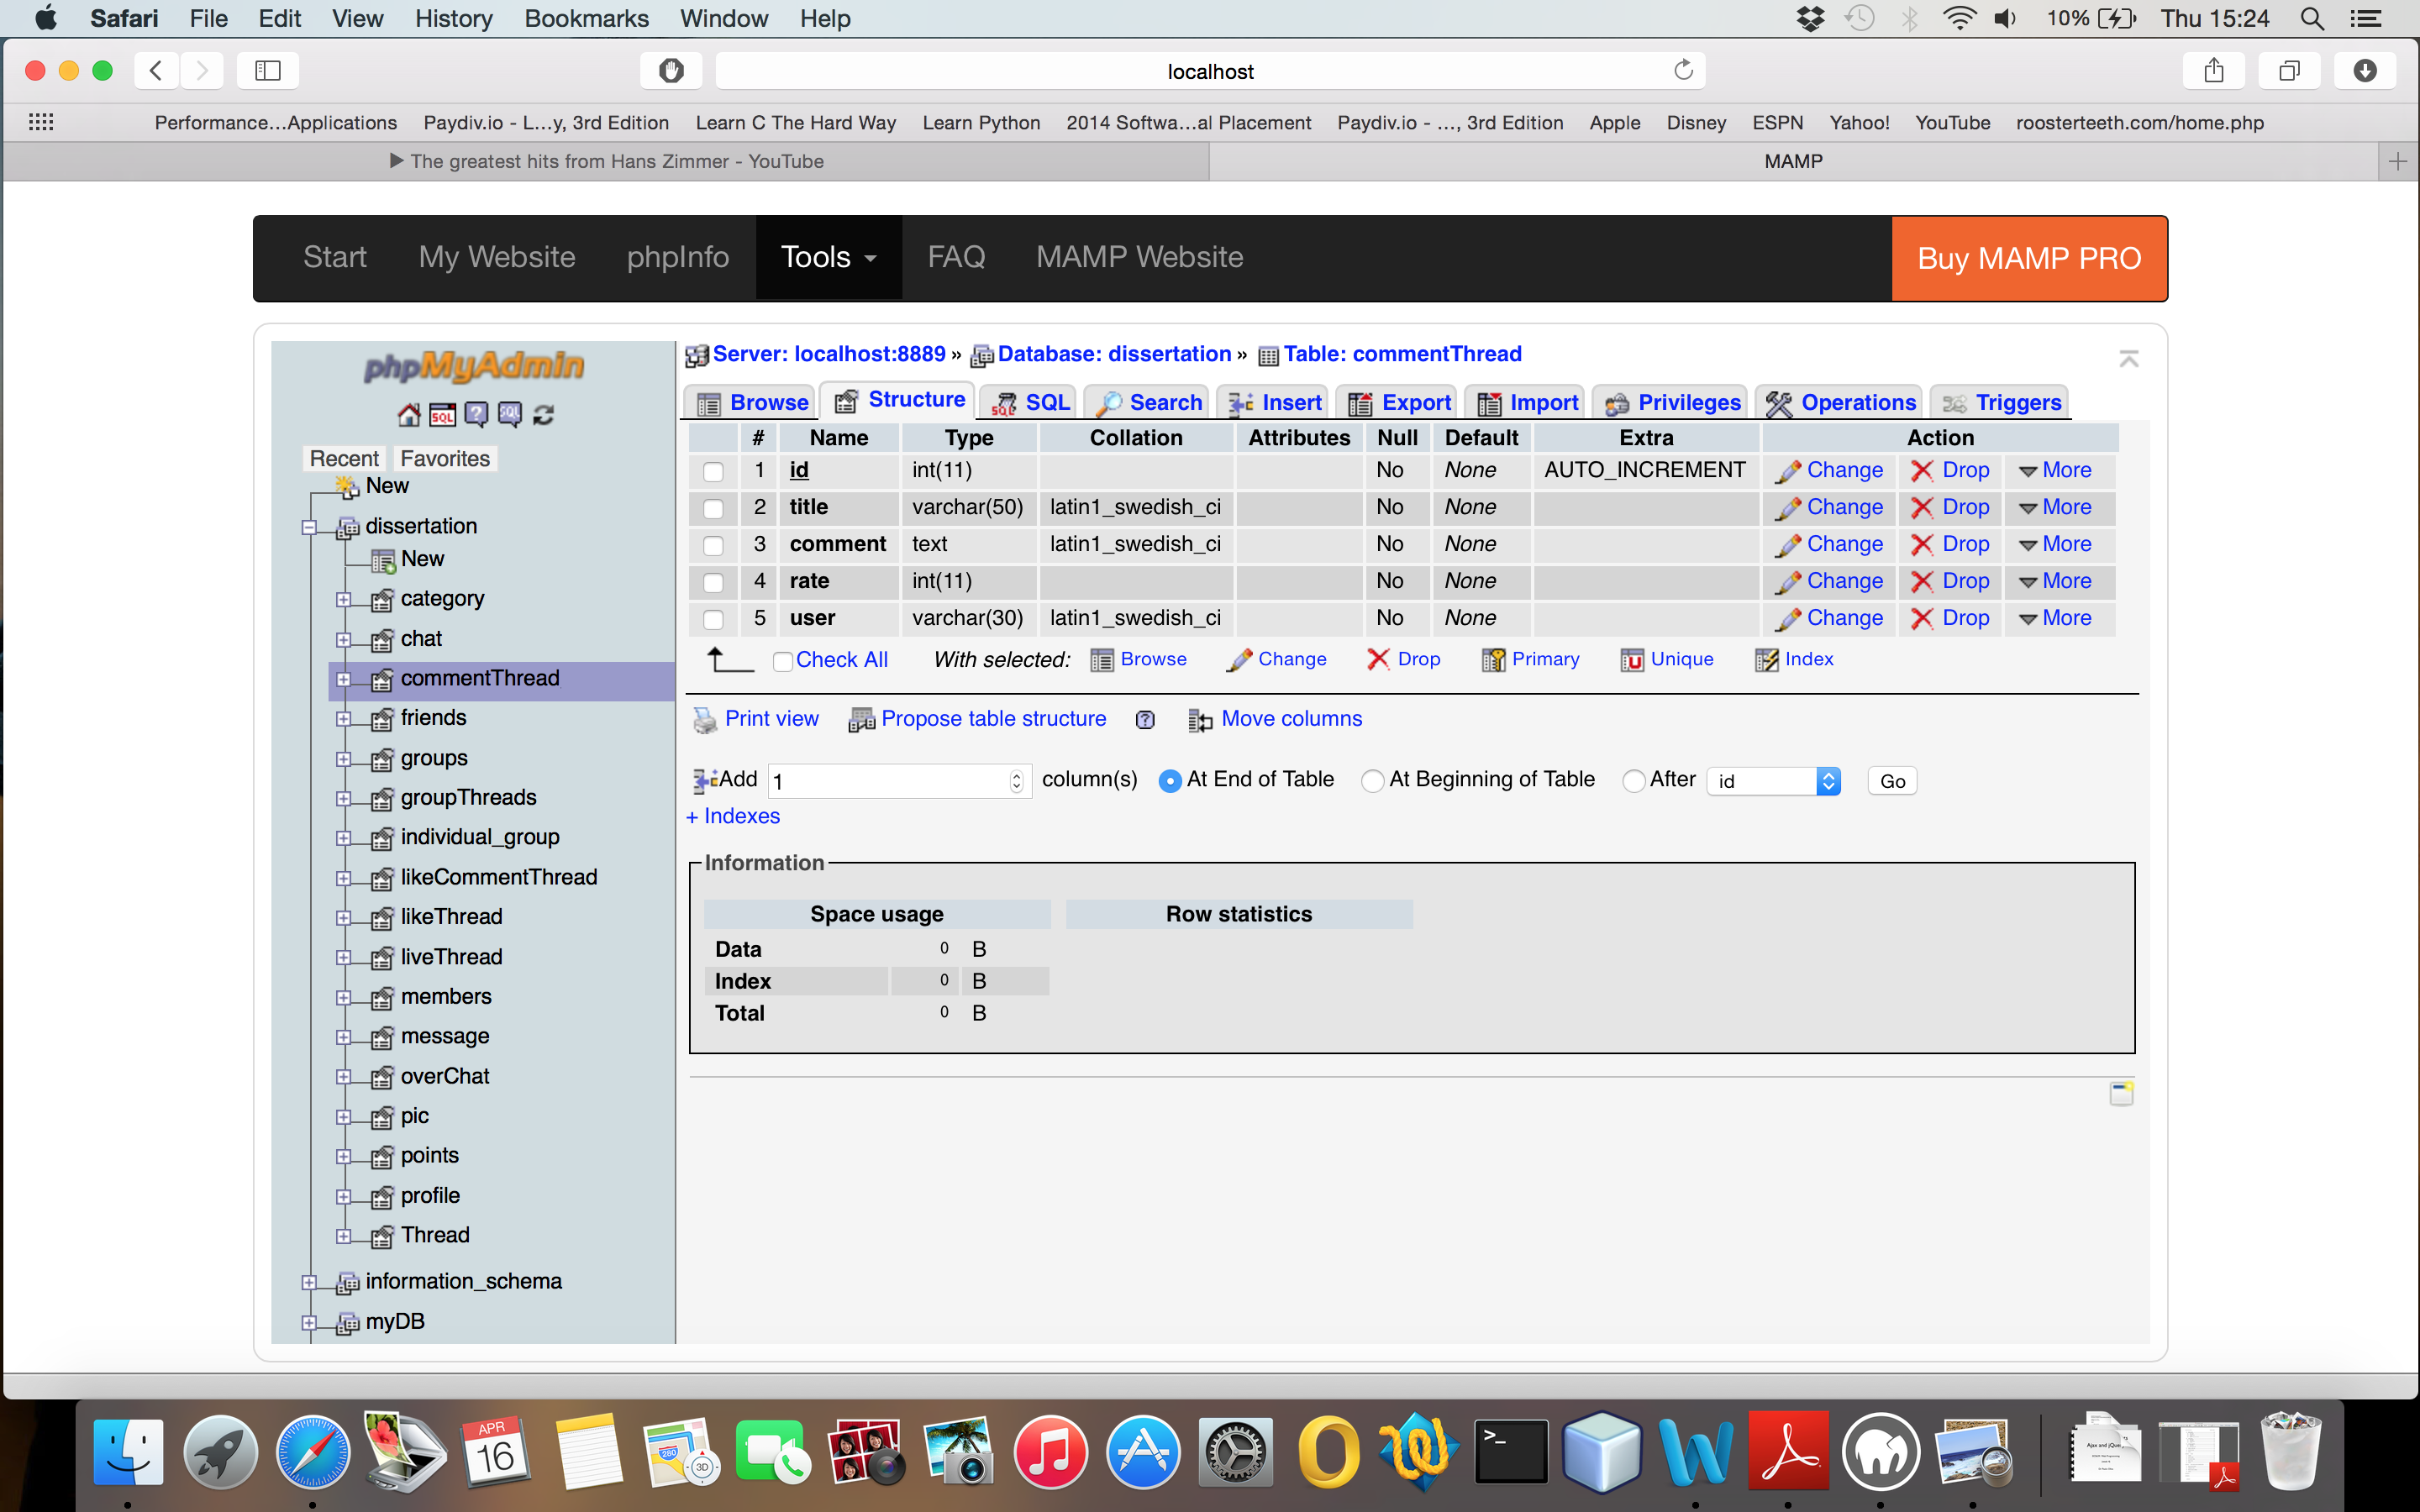 Safari File Edit View History Bookmarks Window Help 10% Thu 15:24
localhost
Performance...Applications Paydiv.io - L...y, 3rd Edition Learn C The Hard Way Learn Python 2014 Softwa...al Placement Paydiv.io - ..., 3rd Edition Apple Disney ESPN Yahoo! YouTube roosterteeth.com/home.php
The greatest hits from Hans Zimmer - YouTube MAMP
Start My Website phpInfo Tools FAQ MAMP Website Buy MAMP PRO
phpMyAdmin
Recent Favorites
New
dissertation
New
category
chat
commentThread
friends
groups
groupThreads
individual_group
likeCommentThread
likeThread
liveThread
members
message
overChat
pic
points
profile
Thread
information_schema
myDB
Server: localhost:8889 » Database: dissertation » Table: commentThread
Browse Structure SQL Search Insert Export Import Privileges Operations Triggers
# Name Type Collation Attributes Null Default Extra Action
1 id int(11) No None AUTO_INCREMENT Change Drop More
2 title varchar(50) latin1_swedish_ci No None Change Drop More
3 comment text latin1_swedish_ci No None Change Drop More
4 rate int(11) No None Change Drop More
5 user varchar(30) latin1_swedish_ci No None Change Drop More
Check All With selected: Browse Change Drop Primary Unique Index
Print view Propose table structure Move columns
Add 1 column(s) At End of Table At Beginning of Table After id Go
+ Indexes
Information
Space usage Row statistics
Data 0 B
Index 0 B
Total 0 B
APR
16